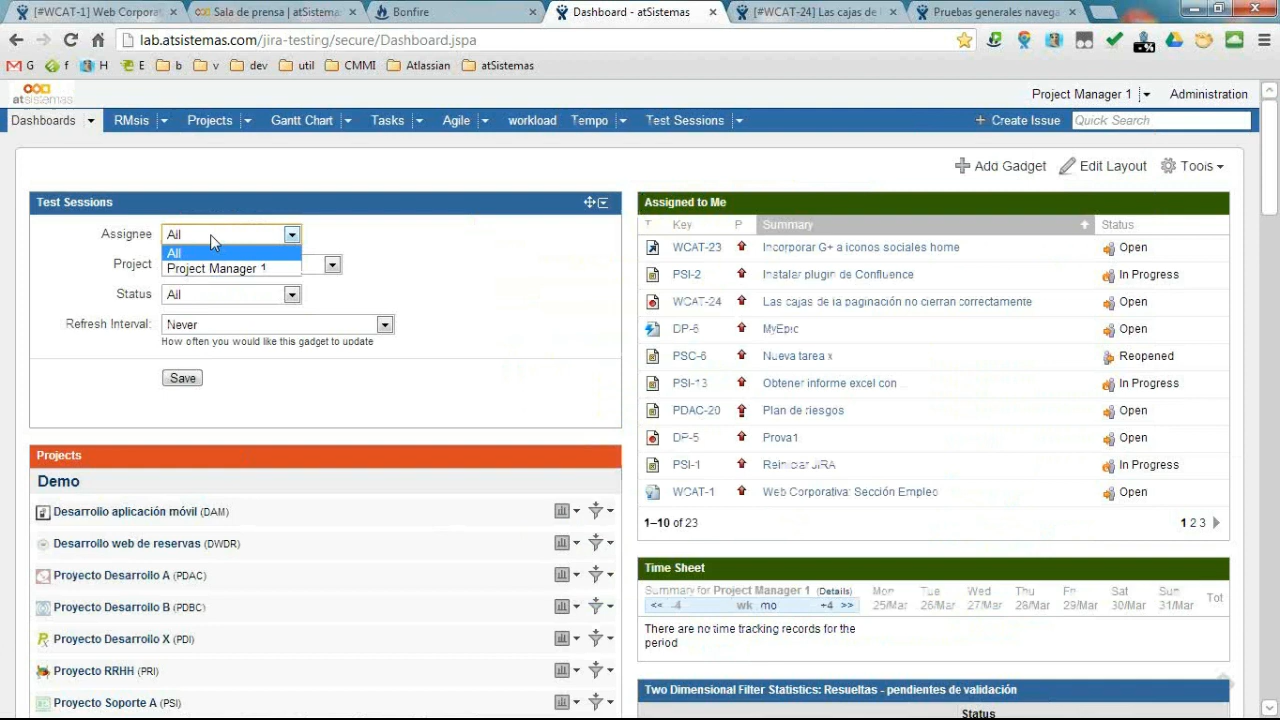 [#WCAT-1] Web Corporat
Sala de prensa | atSistemas
Bonfire
Dashboard - atSistemas
[#WCAT-24] Las cajas de l
Pruebas generales navega
lab.atsistemas.com/jira-testing/secure/Dashboard.jspa
G f H E b v dev util CMMI Atlassian atSistemas
atsistemas
Project Manager 1 Administration
Dashboards RMsis Projects Gantt Chart Tasks Agile workload Tempo Test Sessions + Create Issue Quick Search
Add Gadget Edit Layout Tools
Test Sessions
Assignee All
All
Project Manager 1
Project
Status All
Refresh Interval: Never
How often you would like this gadget to update
Save
Projects
Demo
Desarrollo aplicación móvil (DAM)
Desarrollo web de reservas (DWDR)
Proyecto Desarrollo A (PDAC)
Proyecto Desarrollo B (PDBC)
Proyecto Desarrollo X (PDI)
Proyecto RRHH (PRI)
Proyecto Soporte A (PSI)
Assigned to Me
T Key P Summary Status
WCAT-23 Incorporar G+ a iconos sociales home Open
PSI-2 Instalar plugin de Confluence In Progress
WCAT-24 Las cajas de la paginación no cierran correctamente Open
DP-6 MyEpic Open
PSC-6 Nueva tarea x Reopened
PSI-13 Obtener informe excel con In Progress
PDAC-20 Plan de riesgos Open
DP-5 Prova1 Open
PSI-1 Reiniciar JIRA In Progress
WCAT-1 Web Corporativa: Sección Empleo Open
1–10 of 23 1 2 3
Time Sheet
Summary for Project Manager 1 (Details) Mon Tue Wed Thu Fri Sat Sun Tot
<< -4 wk mo +4 >> 25/Mar 26/Mar 27/Mar 28/Mar 29/Mar 30/Mar 31/Mar
There are no time tracking records for the
period
Two Dimensional Filter Statistics: Resueltas - pendientes de validación
Status